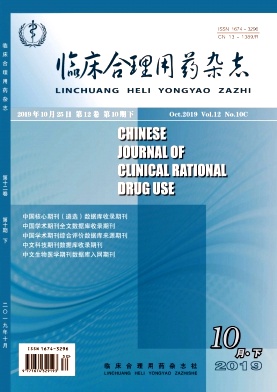 ISSN 1674-3296
CN 13-1389/R
临床合理用药杂志
LINCHUANG HELI YONGYAO ZAZHI
2019年10月25日 第12卷 第10期下
Oct.2019 Vol.12 No.10C
CHINESE
JOURNAL OF
CLINICAL RATIONAL
DRUG USE
中国核心期刊（遴选）数据库收录期刊
中国学术期刊全文数据库收录期刊
中国学术期刊综合评价数据库来源期刊
中文科技期刊数据库收录期刊
中文生物医学期刊数据库入网期刊
临床合理用药杂志
第十二卷
第十期 下
二〇一九年十月
ISSN 1674-3296
10
月·下
2019
临床合理用药杂志社
LINCHUANG HELI YONGYAO ZAZHISHE